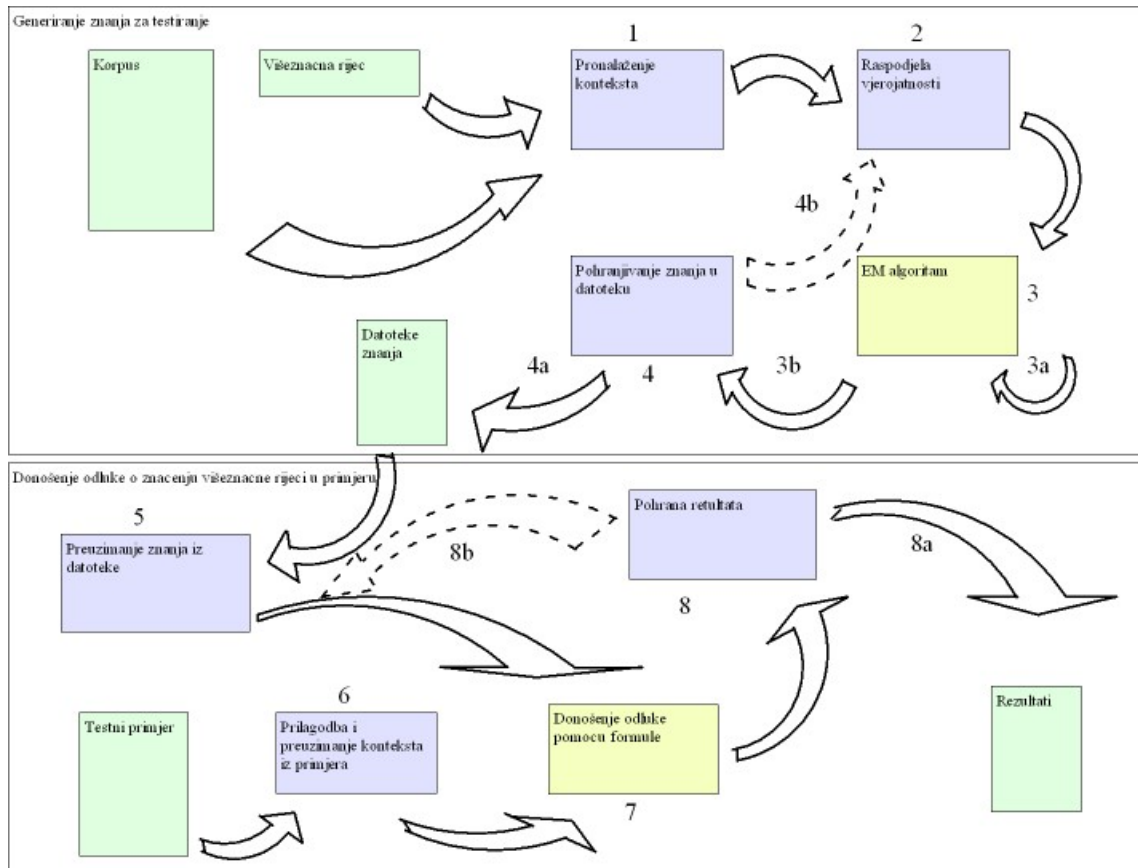 Generiranje znanja za testiranje
Korpus
Višeznacna rijec
1
Pronalaženje
konteksta
2
Raspodjela
vjerojatnosti
4b
Pohranjivanje znanja u
datoteku
EM algoritam
3
Datoteke
znanja
4a
4
3b
3a
Donošenje odluke o znacenju višeznacne rijeci u primjeru
5
Preuzimanje znanja iz
datoteke
8b
Pohrana retultata
8a
8
6
Testni primjer
Prilagodba i
preuzimanje konteksta
iz primjera
Donošenje odluke
pomocu formule
7
Rezultati